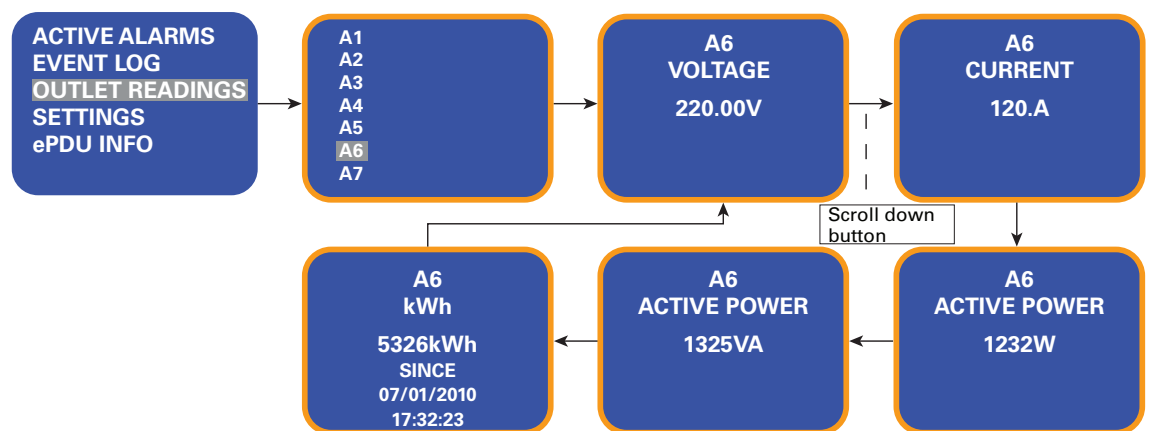 ACTIVE ALARMS
EVENT LOG
OUTLET READINGS
SETTINGS
ePDU INFO
A1
A2
A3
A4
A5
A6
A7
A6
VOLTAGE
220.00V
A6
CURRENT
120.A
Scroll down
button
A6
ACTIVE POWER
1232W
A6
ACTIVE POWER
1325VA
A6
kWh
5326kWh
SINCE
07/01/2010
17:32:23